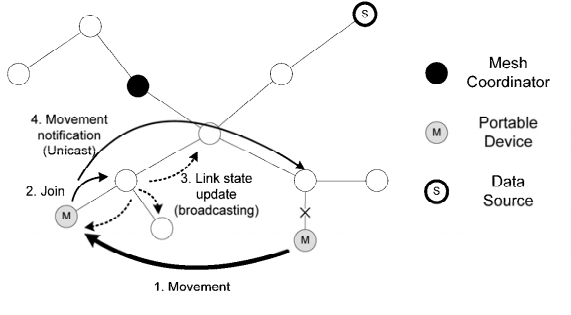 S
Mesh
Coordinator
4. Movement
notification
(Unicast)
M
Portable
Device
2. Join
3. Link state
update
(broadcasting)
S
Data
Source
M
M
1. Movement